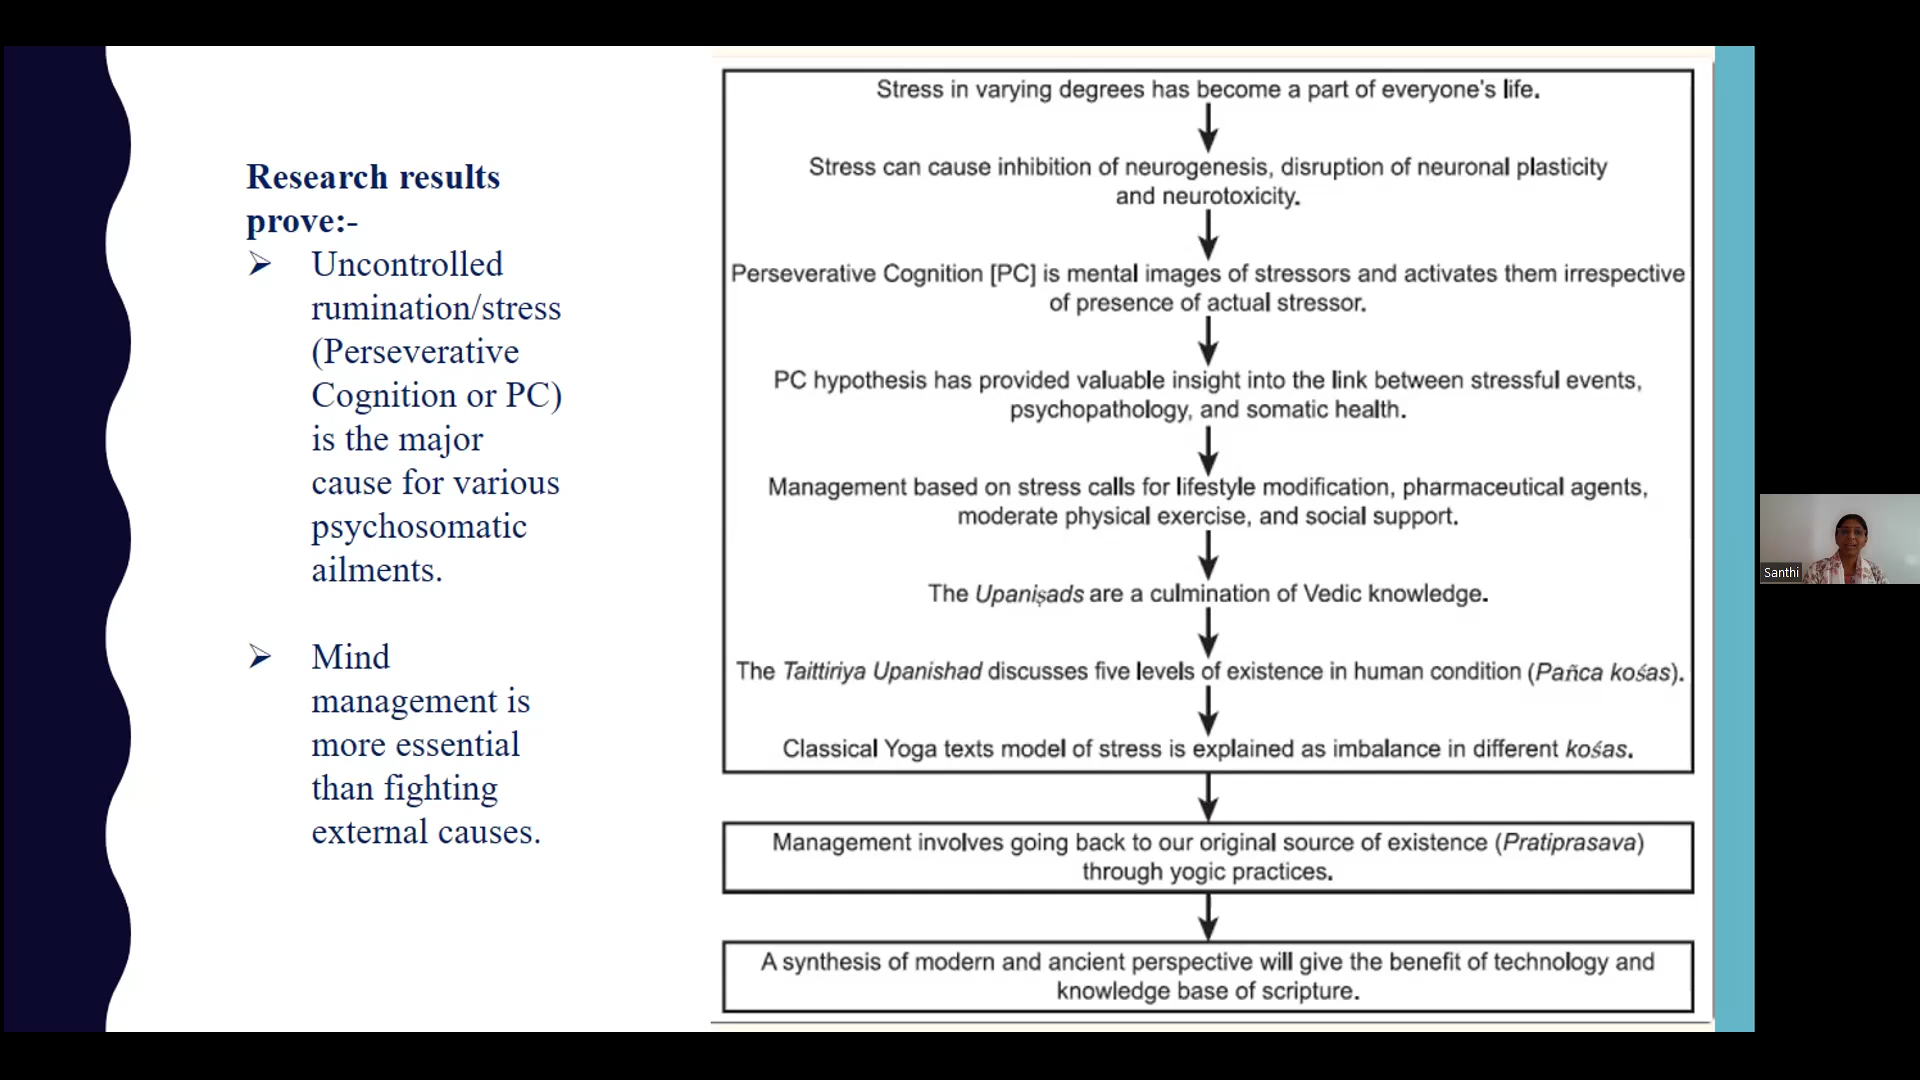 Research results
prove:-
➢ Uncontrolled
rumination/stress
(Perseverative
Cognition or PC)
is the major
cause for various
psychosomatic
ailments.
➢ Mind
management is
more essential
than fighting
external causes.
Stress in varying degrees has become a part of everyone's life.
Stress can cause inhibition of neurogenesis, disruption of neuronal plasticity
and neurotoxicity.
Perseverative Cognition [PC] is mental images of stressors and activates them irrespective
of presence of actual stressor.
PC hypothesis has provided valuable insight into the link between stressful events,
psychopathology, and somatic health.
Management based on stress calls for lifestyle modification, pharmaceutical agents,
moderate physical exercise, and social support.
The Upaniṣads are a culmination of Vedic knowledge.
The Taittiriya Upanishad discusses five levels of existence in human condition (Pañca kośas).
Classical Yoga texts model of stress is explained as imbalance in different kośas.
Management involves going back to our original source of existence (Pratiprasava)
through yogic practices.
A synthesis of modern and ancient perspective will give the benefit of technology and
knowledge base of scripture.
Santhi